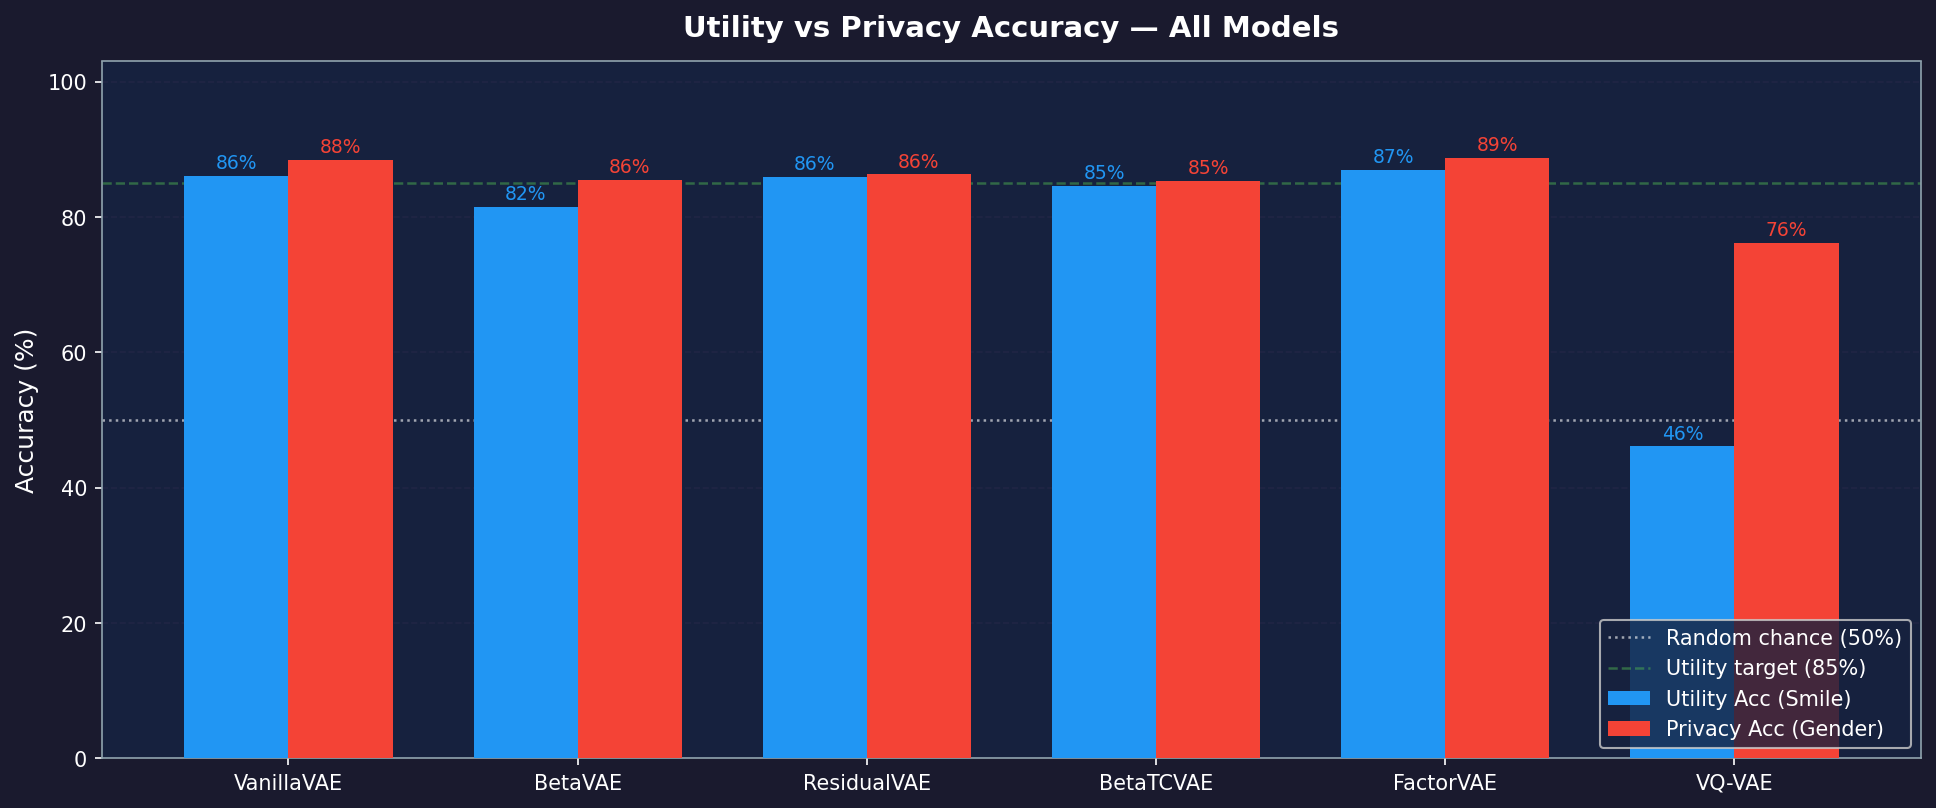 Utility vs Privacy Accuracy — All Models
Accuracy (%)
100
80
60
40
20
0
86%
88%
82%
86%
86%
86%
85%
85%
87%
89%
46%
76%
Random chance (50%)
Utility target (85%)
Utility Acc (Smile)
Privacy Acc (Gender)
VanillaVAE
BetaVAE
ResidualVAE
BetaTCVAE
FactorVAE
VQ-VAE